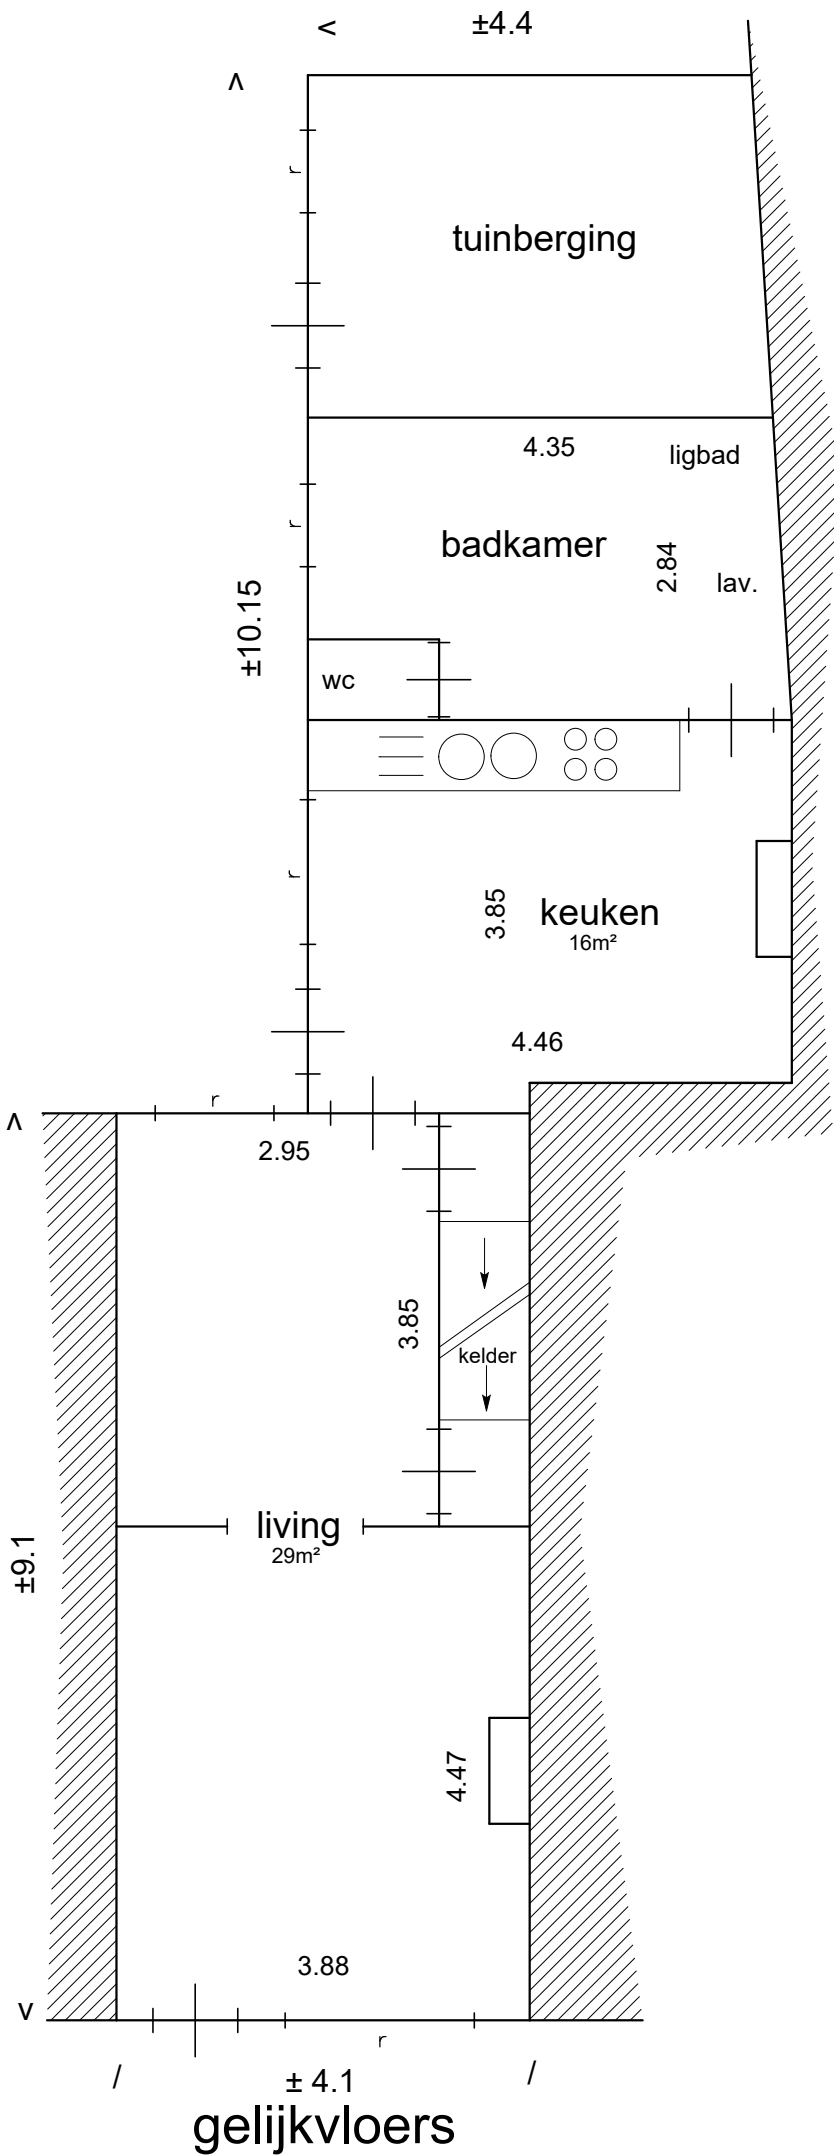 < ±4.4
<
r
tuinberging
4.35
ligbad
r
badkamer
2.84
lav.
±10.15
wc
r
3.85
keuken
16m²
4.46
<
r
2.95
3.85
kelder
living
29m²
±9.1
4.47
3.88
v
r
/ ± 4.1 /
gelijkvloers